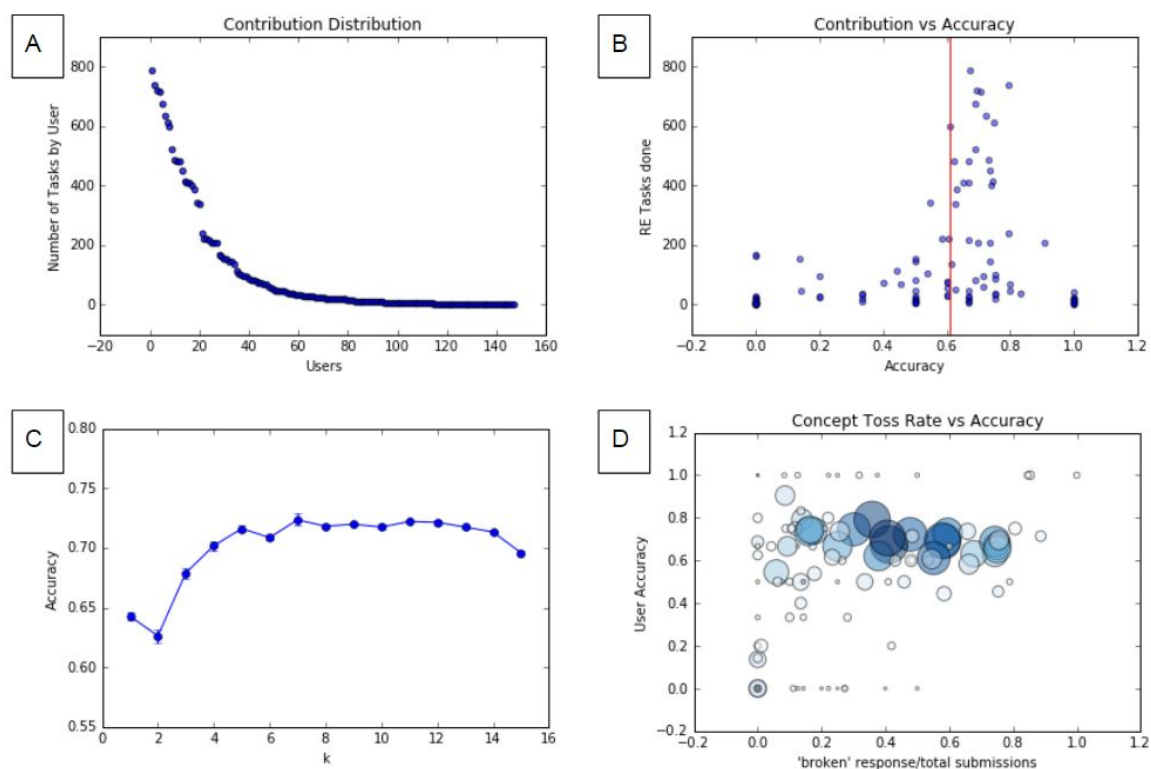 A
Contribution Distribution
Number of Tasks by User
800
600
400
200
0
−20 0 20 40 60 80 100 120 140 160
Users
B
Contribution vs Accuracy
RE Tasks done
800
600
400
200
0
−0.2 0.0 0.2 0.4 0.6 0.8 1.0 1.2
Accuracy
C
Accuracy
0.80
0.75
0.70
0.65
0.60
0.55
0 2 4 6 8 10 12 14 16
k
D
Concept Toss Rate vs Accuracy
User Accuracy
1.2
1.0
0.8
0.6
0.4
0.2
0.0
−0.2
−0.2 0.0 0.2 0.4 0.6 0.8 1.0 1.2
'broken' response/total submissions